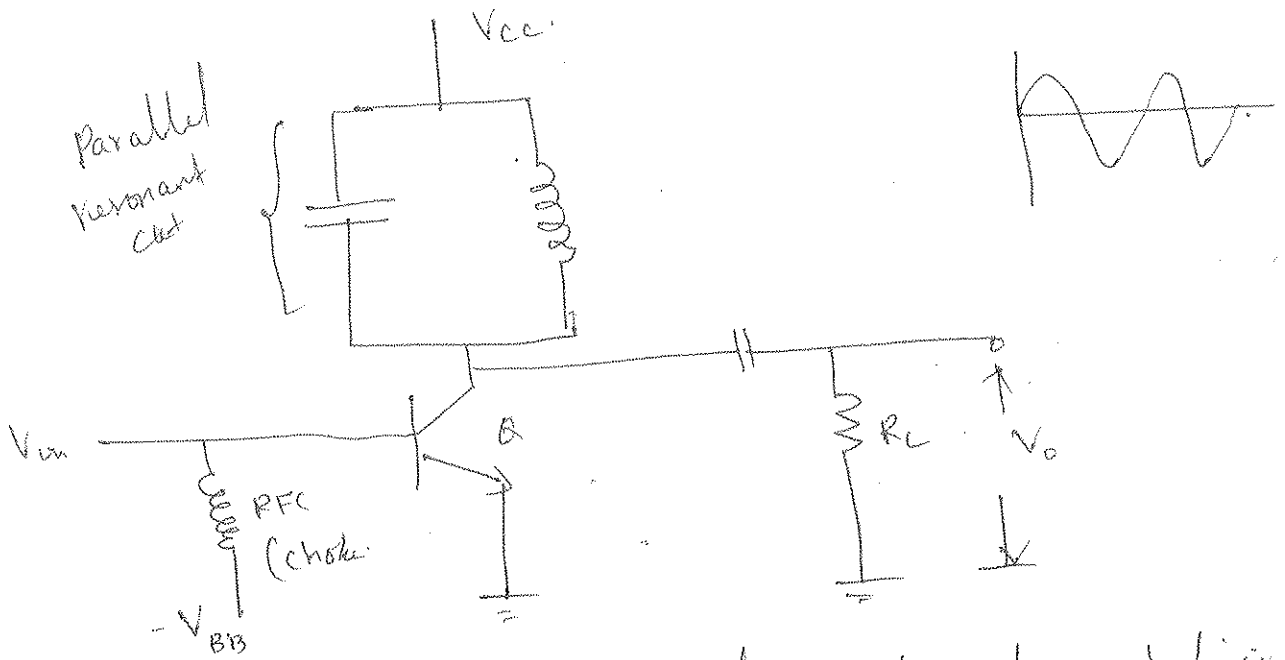 Vcc.
Parallel
resonant
ckt
Vin
Q
RFC
(choke.
-VBB
RL
Vo